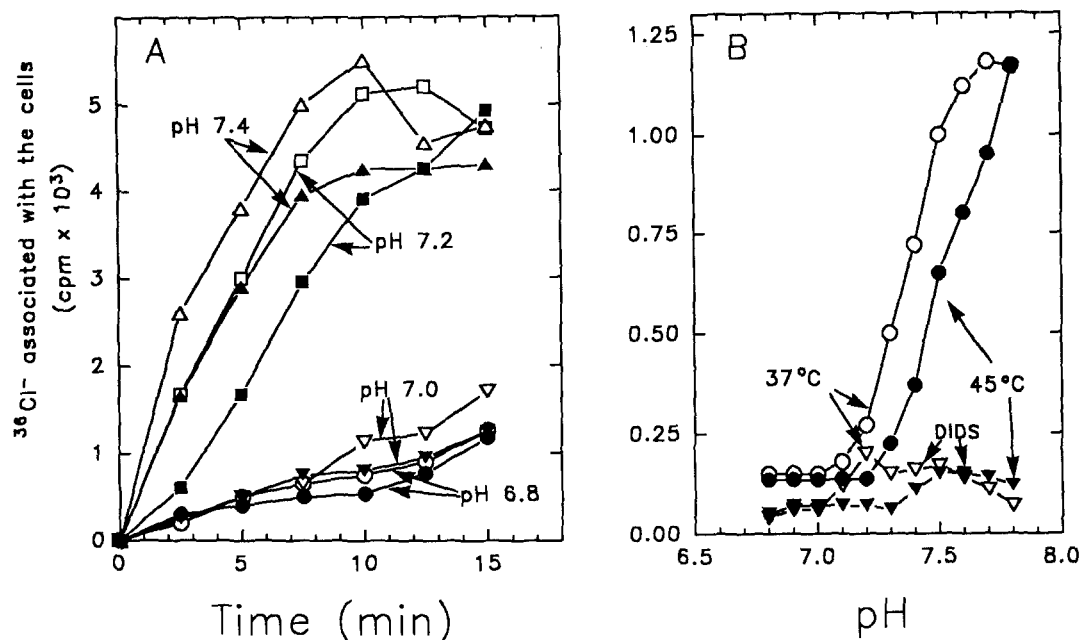 A
³⁶Cl⁻ associated with the cells
(cpm x 10³)
5
4
3
2
1
0
0
5
10
15
Time (min)
pH 7.4
pH 7.2
pH 7.0
pH 6.8
B
1.25
1.00
0.75
0.50
0.25
0.00
6.5
7.0
7.5
8.0
pH
37°C
45°C
DIDS